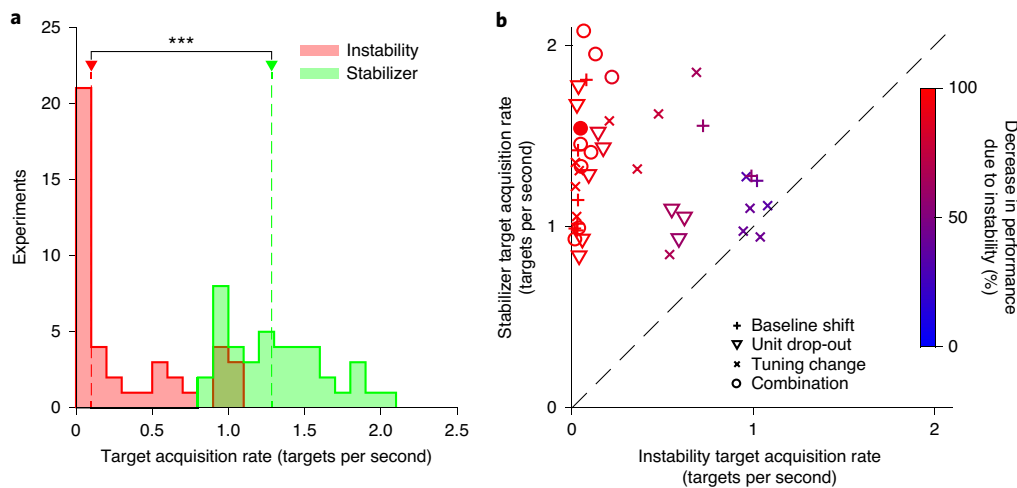 a
25
20
15
10
5
0
Experiments
***
Instability
Stabilizer
0
0.5
1.0
1.5
2.0
2.5
Target acquisition rate (targets per second)
b
2
1
0
Stabilizer target acquisition rate
(targets per second)
Baseline shift
Unit drop-out
Tuning change
Combination
0
1
2
Instability target acquisition rate
(targets per second)
100
50
0
Decrease in performance
due to instability (%)